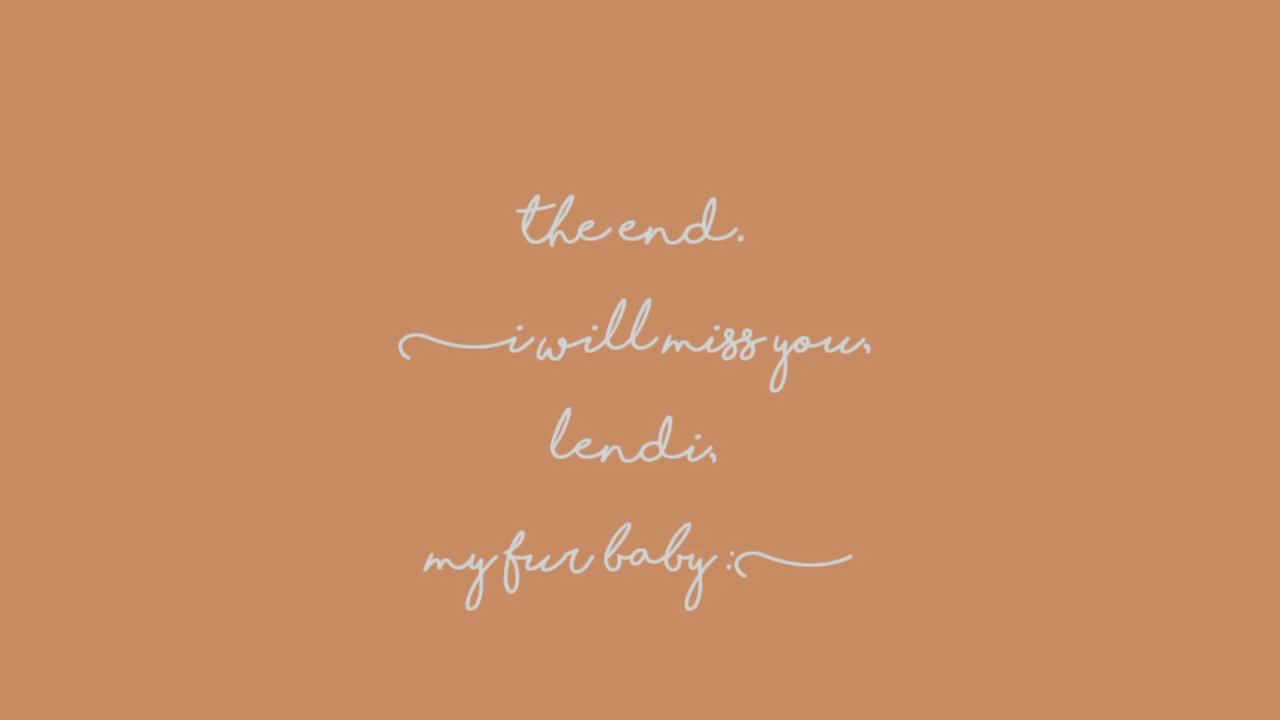 the end.
i will miss you,
lendi,
my fur baby :(